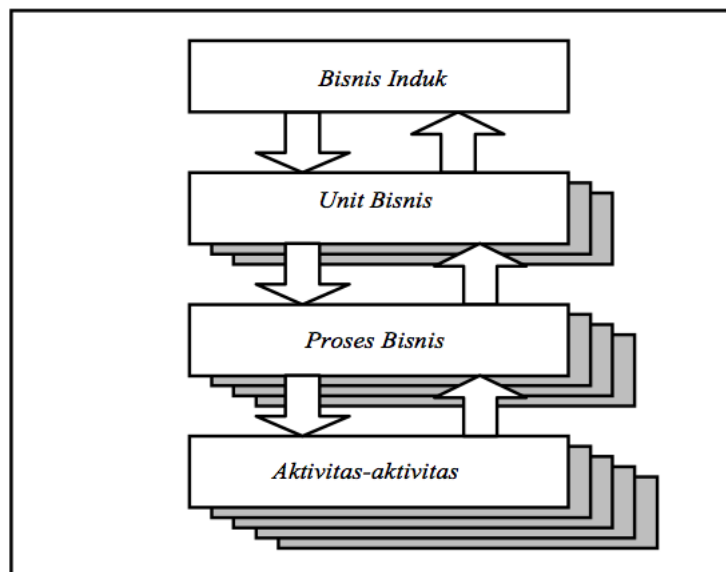 Bisnis Induk
Unit Bisnis
Proses Bisnis
Aktivitas-aktivitas